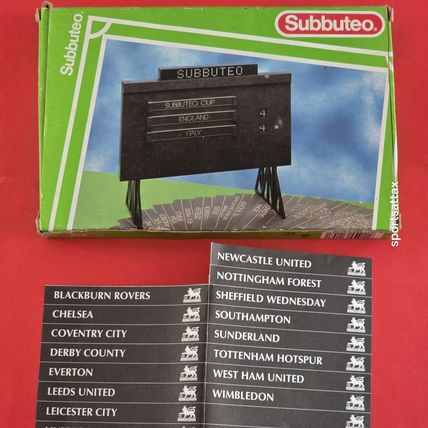 Subbuteo.
Subbuteo.
SUBBUTEO
SUBBUTEO CUP
ENGLAND 4
ITALY 4
sportsattax
NEWCASTLE UNITED
NOTTINGHAM FOREST
SHEFFIELD WEDNESDAY
SOUTHAMPTON
SUNDERLAND
TOTTENHAM HOTSPUR
WEST HAM UNITED
WIMBLEDON
BLACKBURN ROVERS
CHELSEA
COVENTRY CITY
DERBY COUNTY
EVERTON
LEEDS UNITED
LEICESTER CITY